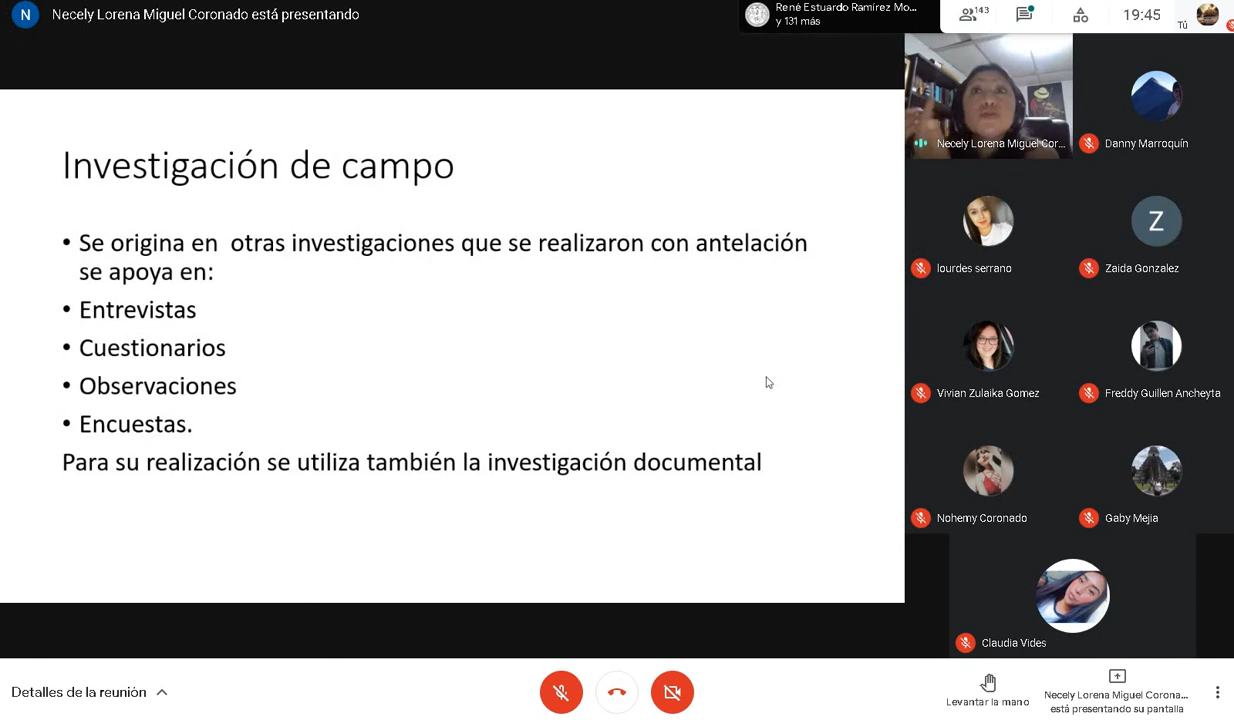 N
Necely Lorena Miguel Coronado está presentando
René Estuardo Ramírez Mo...
y 131 más
143
19:45
Tú
Necely Lorena Miguel Cor...
Danny Marroquín
lourdes serrano
Z
Zaida Gonzalez
Vivian Zulaika Gomez
Freddy Guillen Ancheyta
Nohemy Coronado
Gaby Mejia
Claudia Vides
Investigación de campo
• Se origina en otras investigaciones que se realizaron con antelación
se apoya en:
• Entrevistas
• Cuestionarios
• Observaciones
• Encuestas.
Para su realización se utiliza también la investigación documental
Detalles de la reunión
Levantar la mano
Necely Lorena Miguel Corona...
está presentando su pantalla